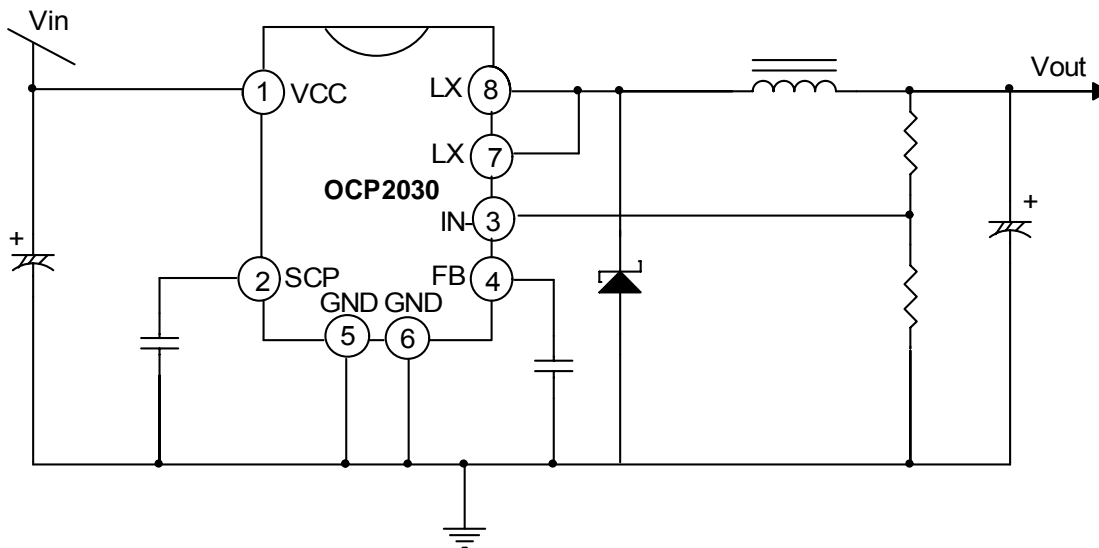 Vin
Vout
1 VCC
LX 8
LX 7
OCP2030
IN- 3
2 SCP
FB 4
GND GND
5 6
+
+